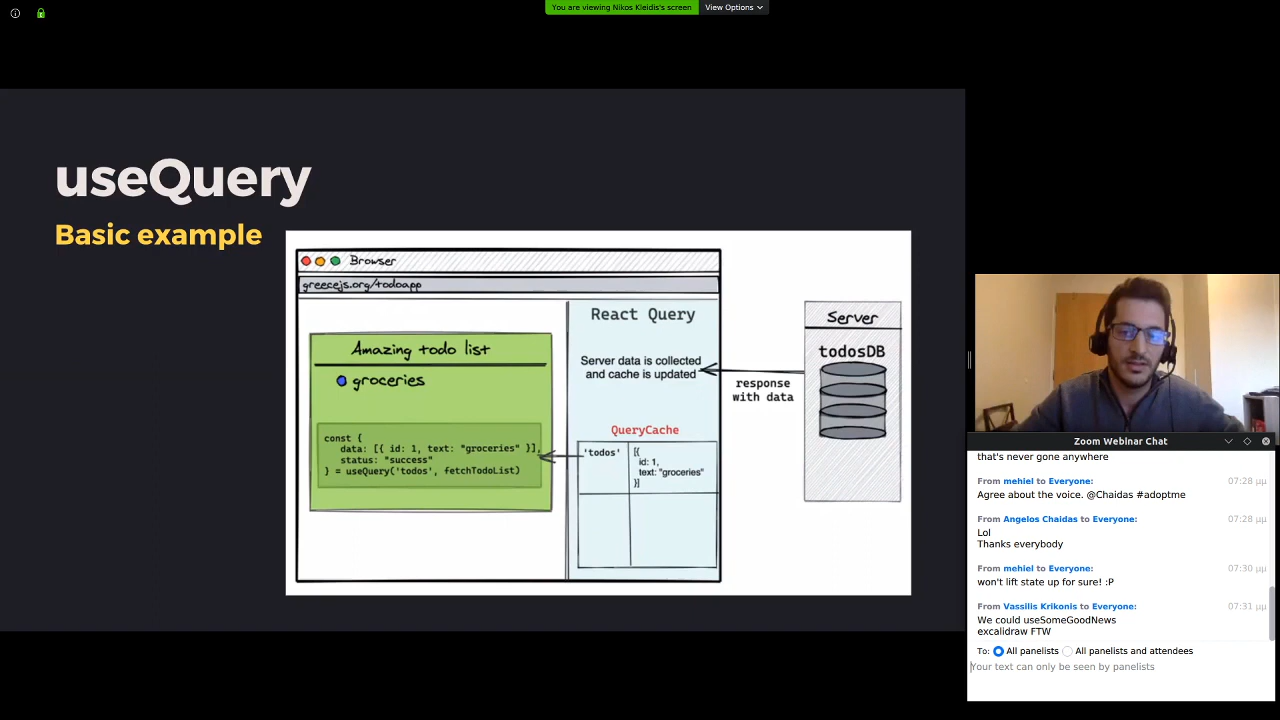 You are viewing Nikos Kleidis's screen
View Options
useQuery
Basic example
Browser
greecejs.org/todoapp
Amazing todo list
groceries
const {
data: [{ id: 1, text: "groceries" }],
status: "success"
} = useQuery('todos', fetchTodoList)
React Query
Server data is collected
and cache is updated
QueryCache
'todos'
[{
id: 1,
text: "groceries"
}]
response
with data
Server
todosDB
Zoom Webinar Chat
that's never gone anywhere
From mehiel to Everyone: 07:28 μμ
Agree about the voice. @Chaidas #adoptme
From Angelos Chaidas to Everyone: 07:28 μμ
Lol
Thanks everybody
From mehiel to Everyone: 07:30 μμ
won't lift state up for sure! :P
From Vassilis Krikonis to Everyone: 07:31 μμ
We could useSomeGoodNews
excalidraw FTW
To: All panelists All panelists and attendees
Your text can only be seen by panelists